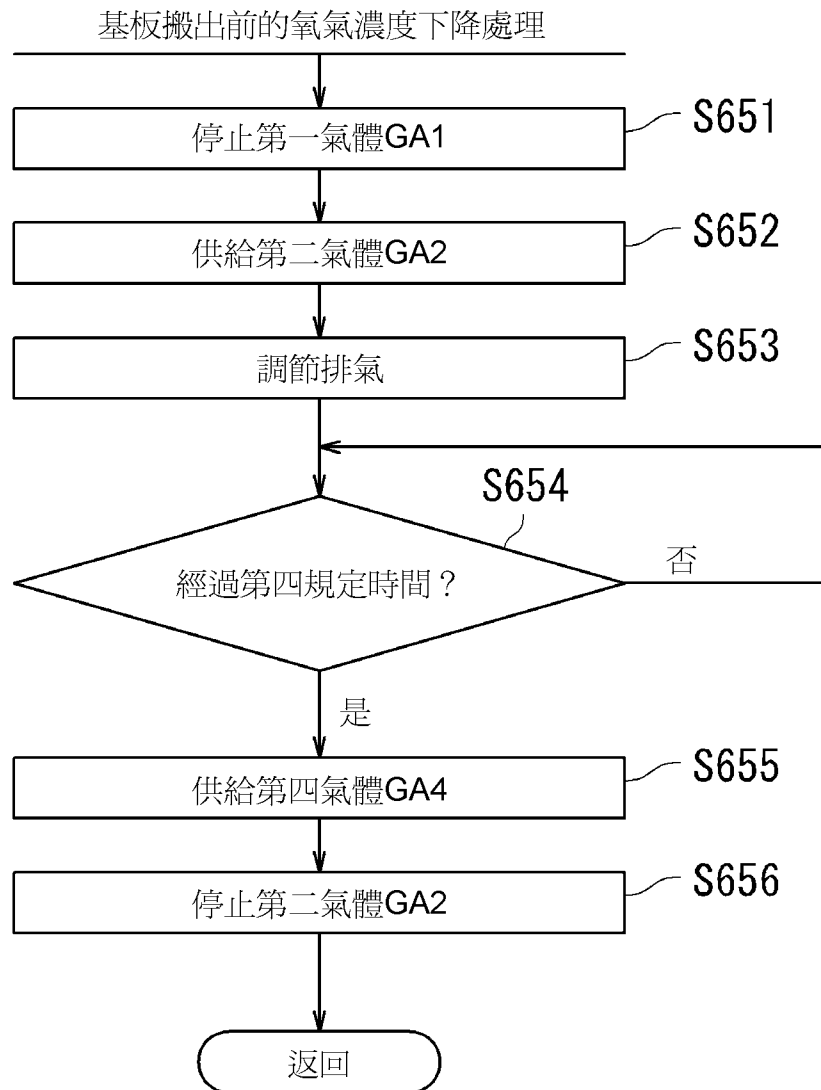 基板搬出前的氧氣濃度下降處理
停止第一氣體GA1
S651
供給第二氣體GA2
S652
調節排氣
S653
S654
經過第四規定時間？
否
是
供給第四氣體GA4
S655
停止第二氣體GA2
S656
返回